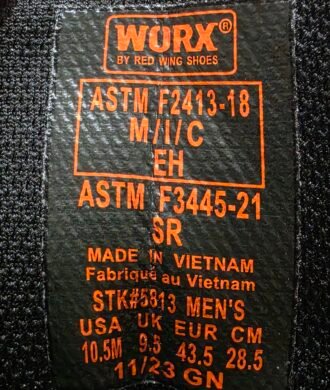 WORX®
BY RED WING SHOES
ASTM F2413-18
M/I/C
EH
ASTM F3445-21
SR
MADE IN VIETNAM
Fabriqué au Vietnam
STK#5813 MEN'S
USA UK EUR CM
10.5M 9.5 43.5 28.5
11/23 GN